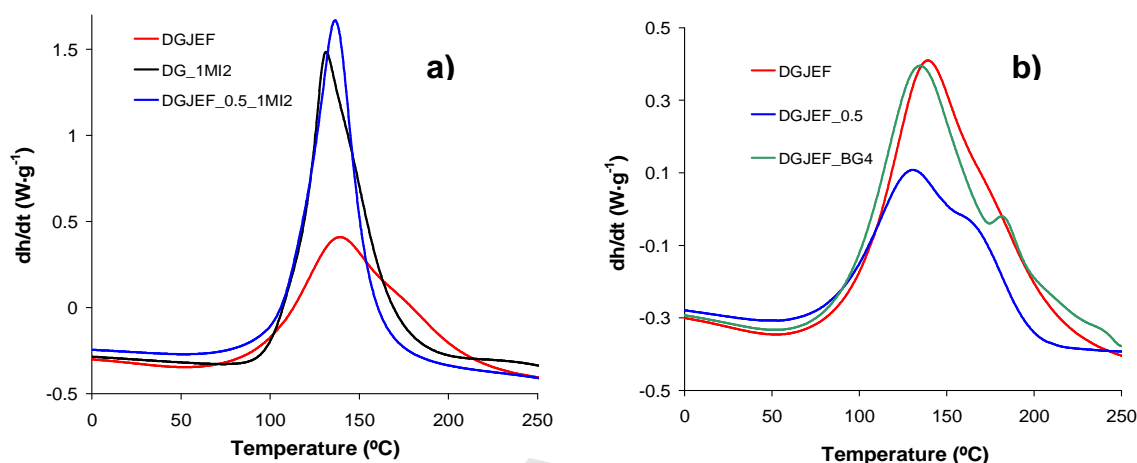 a)
DGJEF
DG_1MI2
DGJEF_0.5_1MI2
1.5
1
0.5
0
-0.5
0
50
100
150
200
250
dh/dt (W·g-1)
Temperature (ºC)
b)
DGJEF
DGJEF_0.5
DGJEF_BG4
0.5
0.3
0.1
-0.1
-0.3
-0.5
0
50
100
150
200
250
dh/dt (W·g-1)
Temperature (ºC)